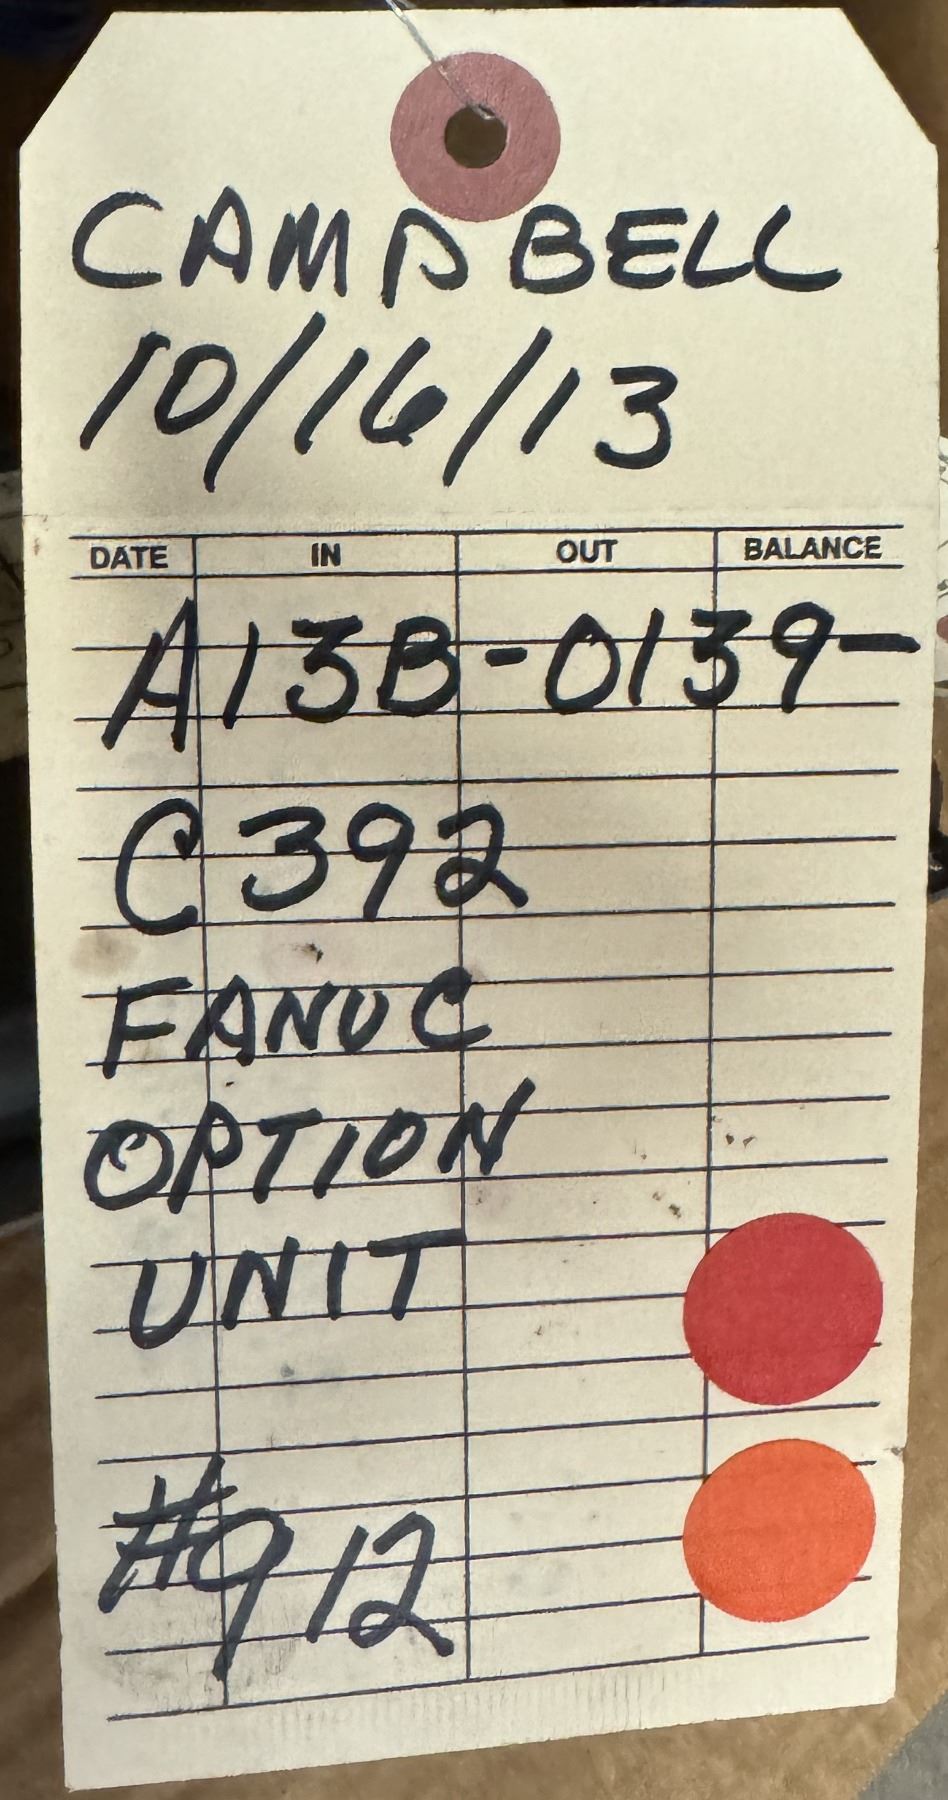 CAMPBELL
10/16/13
DATE IN OUT BALANCE
A13B-0139-
C392
FANUC
OPTION
UNIT
#912